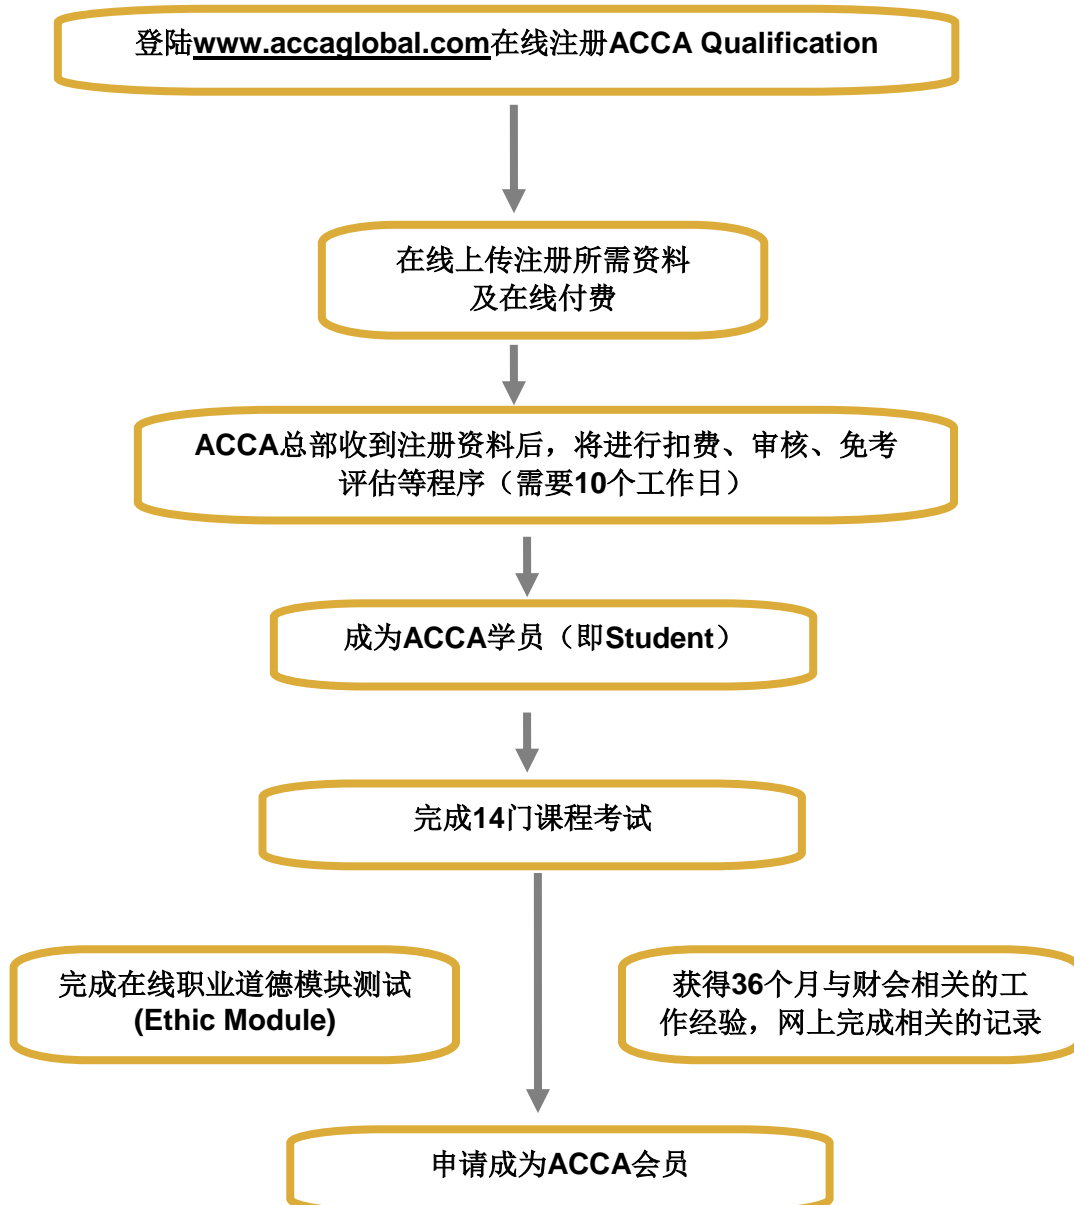 登陆www.accaglobal.com在线注册ACCA Qualification
在线上传注册所需资料
及在线付费
ACCA总部收到注册资料后，将进行扣费、审核、免考
评估等程序（需要10个工作日）
成为ACCA学员（即Student）
完成14门课程考试
完成在线职业道德模块测试
(Ethic Module)
获得36个月与财会相关的工
作经验，网上完成相关的记录
申请成为ACCA会员